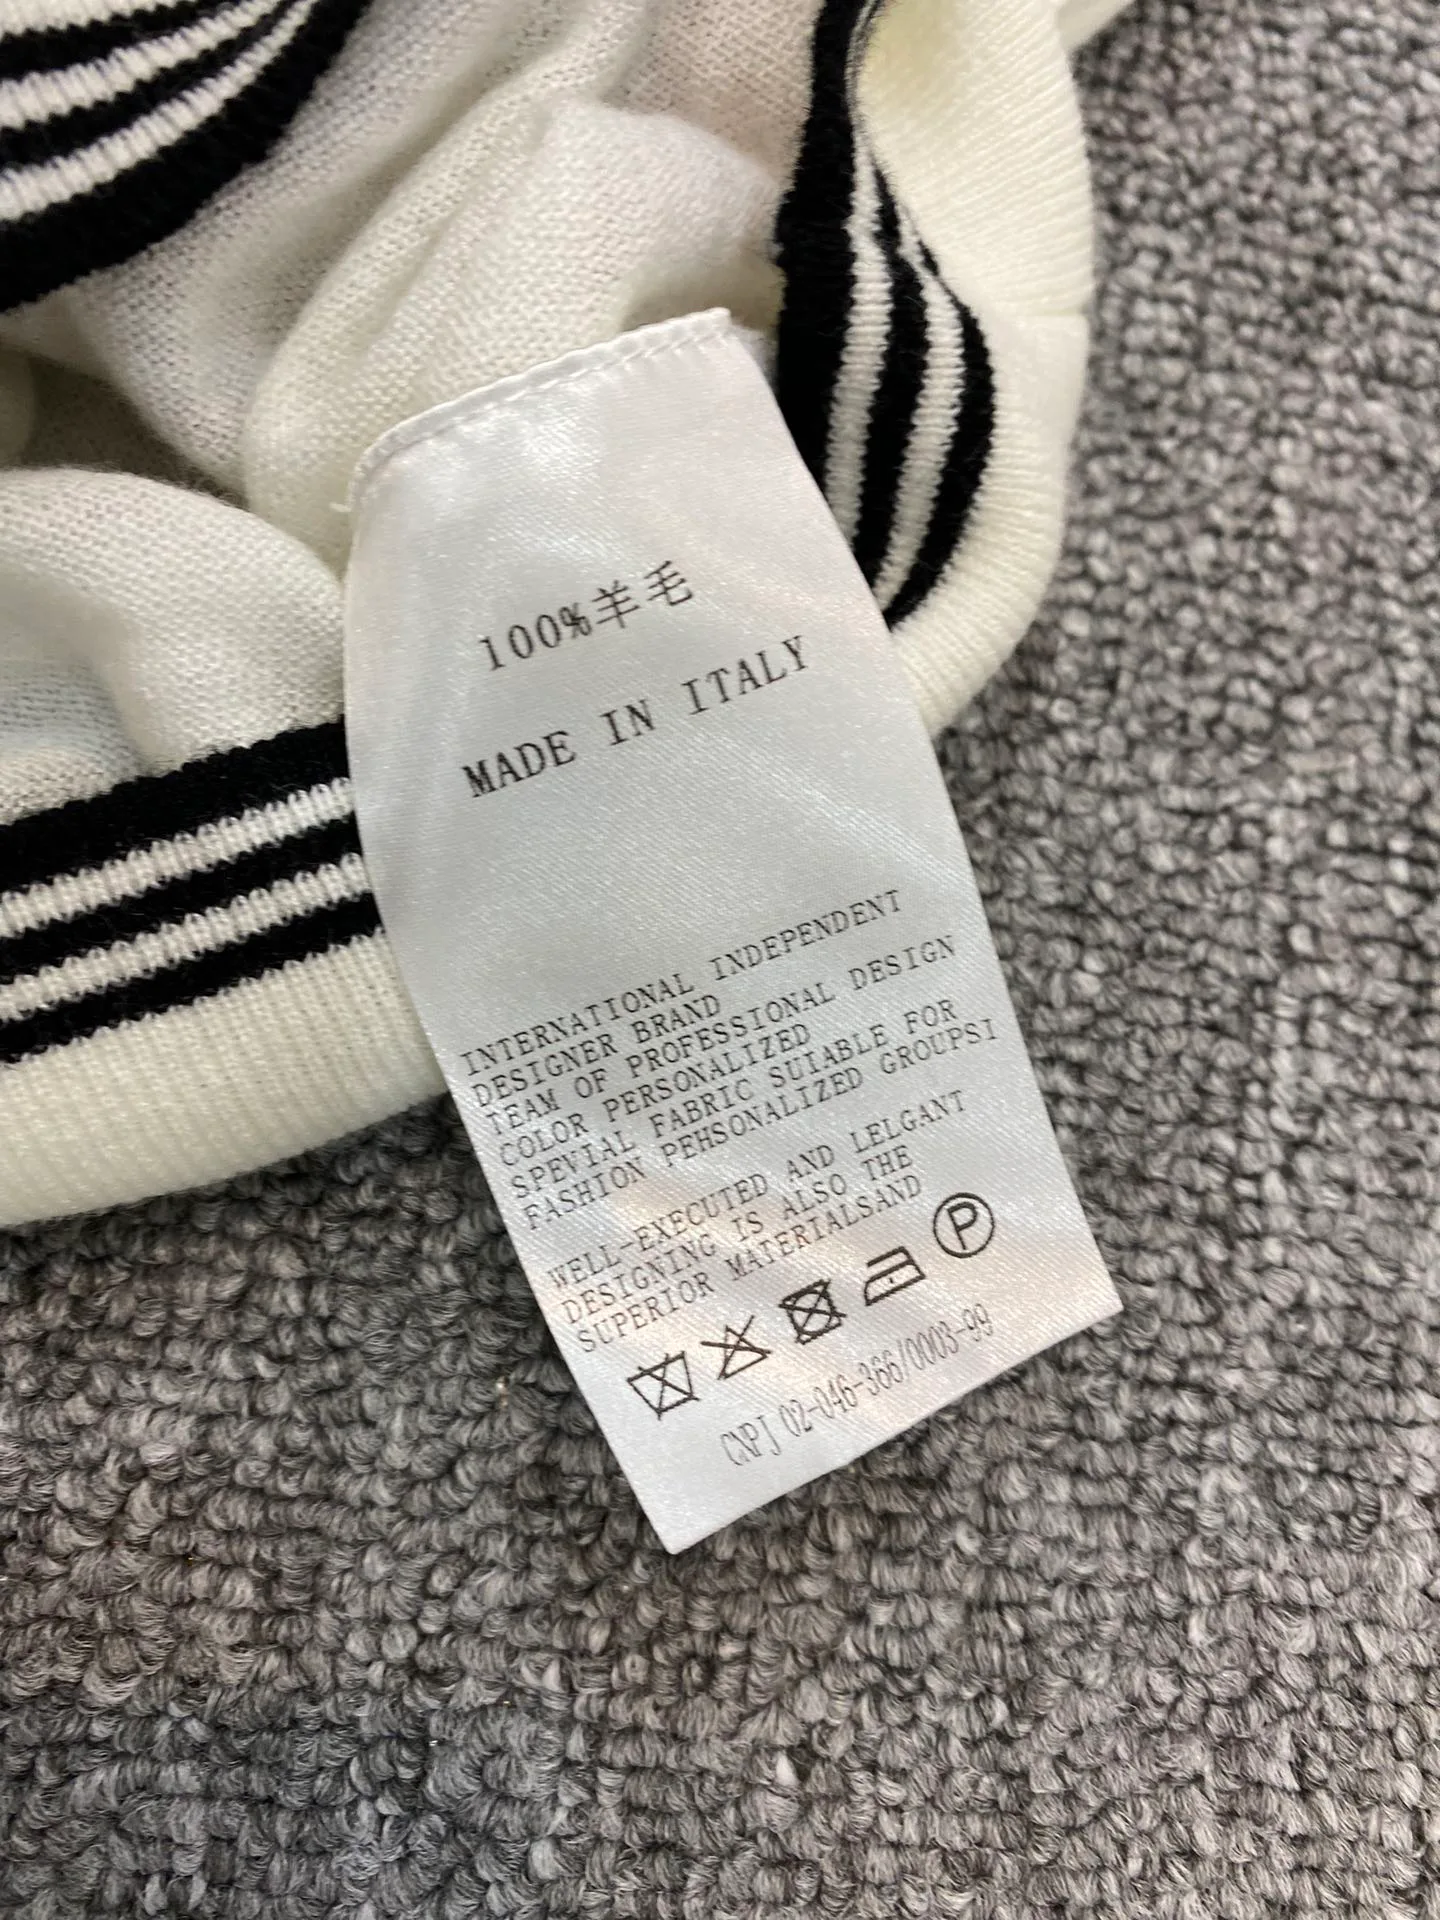 100%羊毛
MADE IN ITALY
INTERNATIONAL INDEPENDENT
DESIGNER BRAND
TEAM OF PROFESSIONAL DESIGN
COLOR PERSONALIZED
SPEVIAL FABRIC SUIABLE FOR
FASHION PEHSONALIZED GROUPSI
WELL-EXECUTED AND LELGANT
DESIGNING IS ALSO THE
SUPERIOR MATERIALSAND
P
CNPJ 02-046-366/0003-99